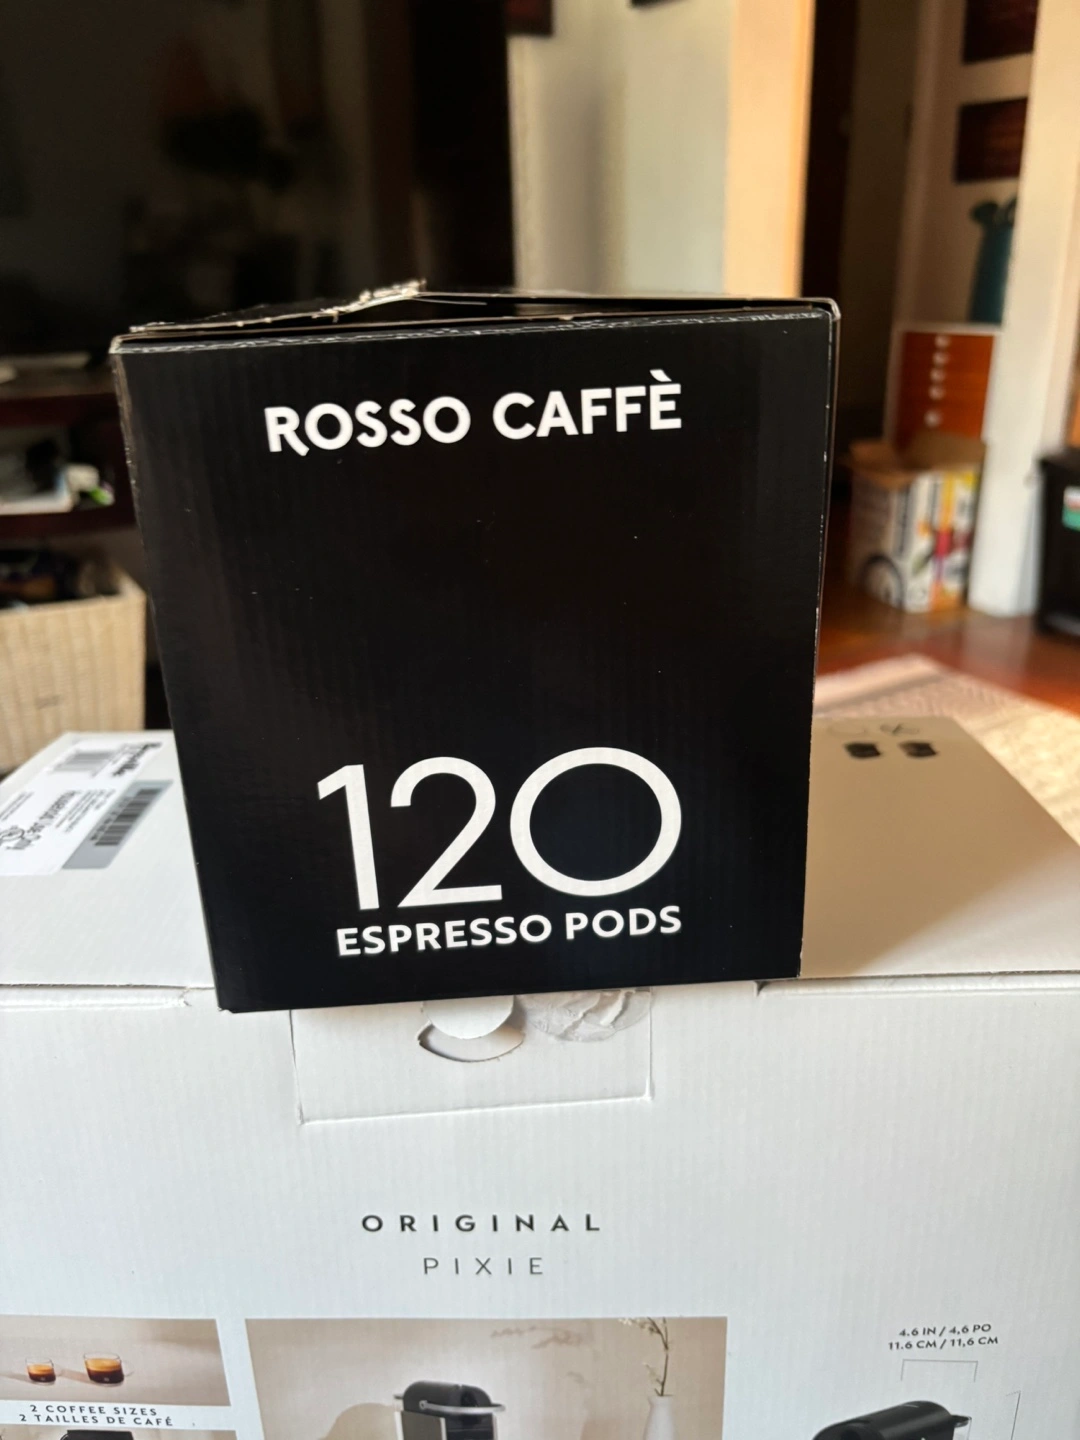 ROSSO CAFFÈ
120
ESPRESSO PODS
ORIGINAL
PIXIE
4.6 IN / 4,6 PO
11.6 CM / 11,6 CM
2 COFFEE SIZES
2 TAILLES DE CAFÉ